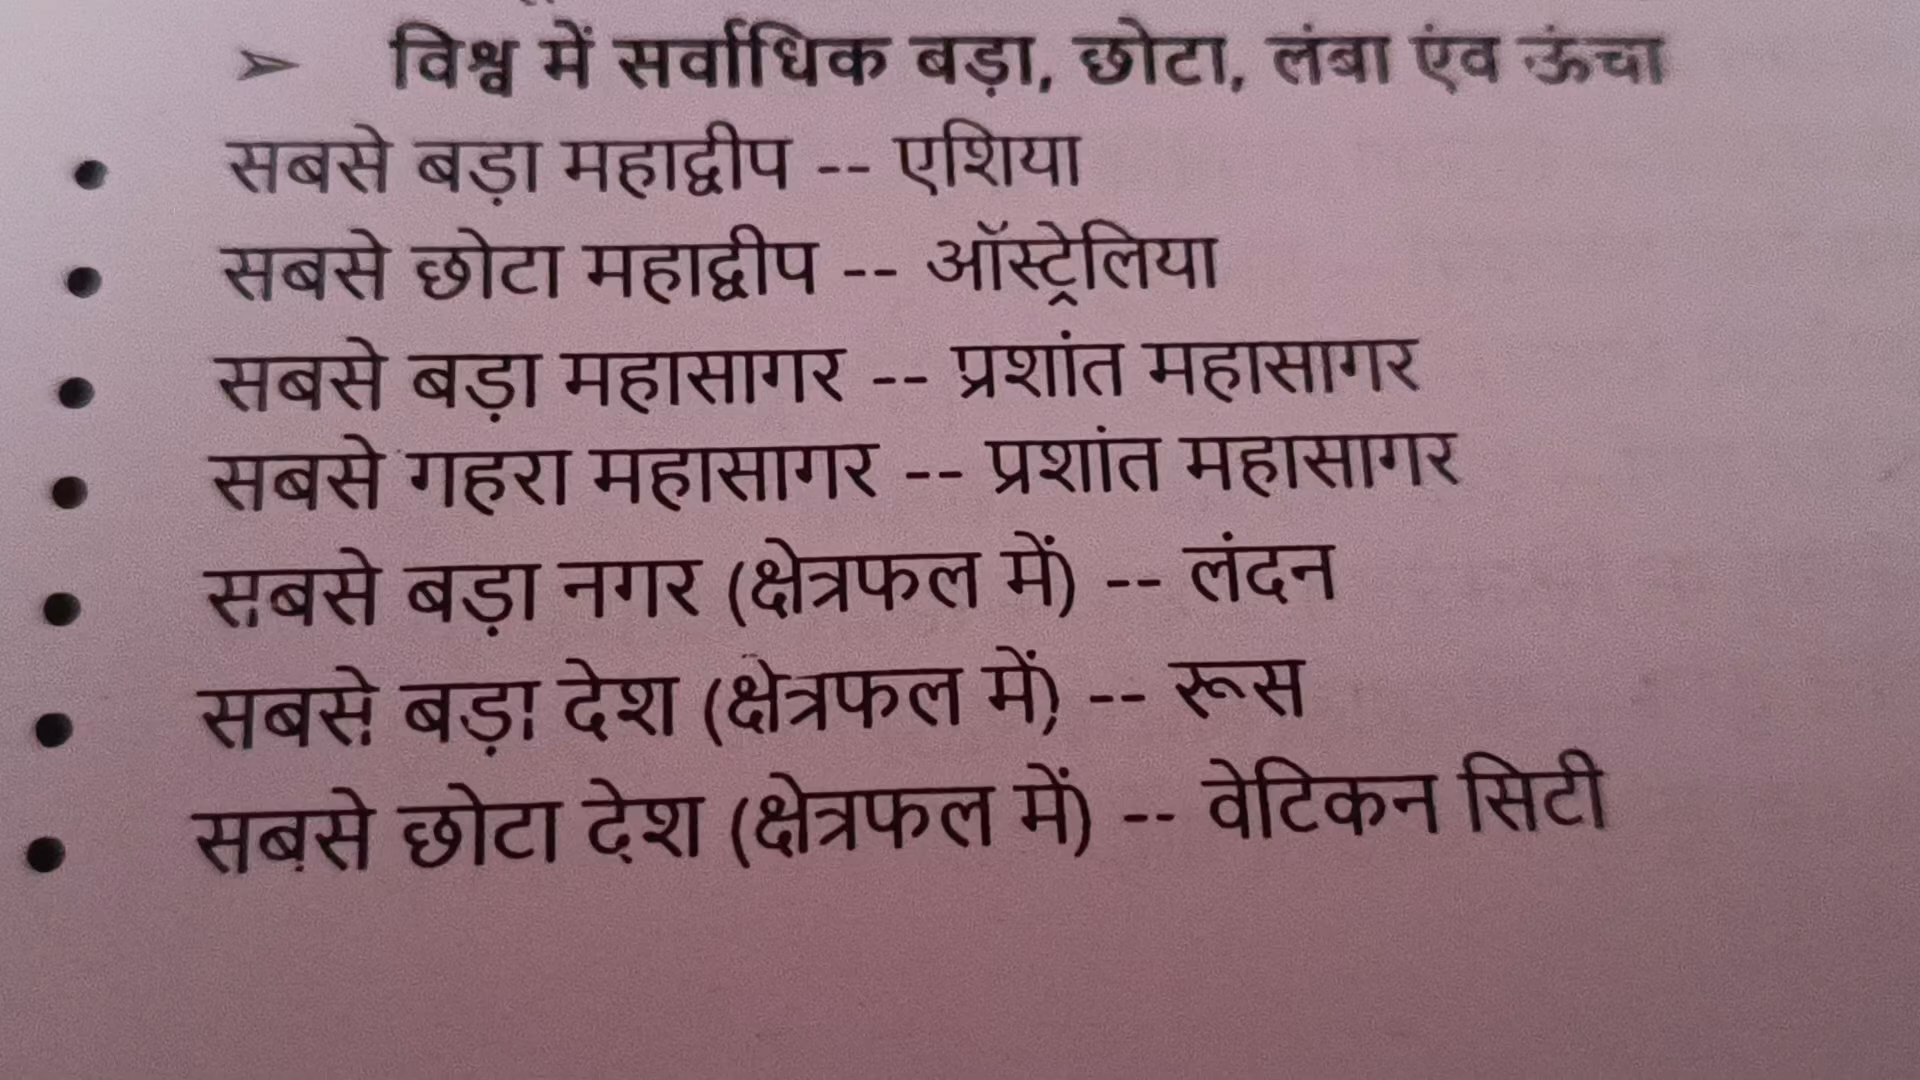 ➢ विश्व में सर्वाधिक बड़ा, छोटा, लंबा एंव ऊंचा
• सबसे बड़ा महाद्वीप -- एशिया
• सबसे छोटा महाद्वीप -- ऑस्ट्रेलिया
• सबसे बड़ा महासागर -- प्रशांत महासागर
• सबसे गहरा महासागर -- प्रशांत महासागर
• सबसे बड़ा नगर (क्षेत्रफल में) -- लंदन
• सबसे बड़ा देश (क्षेत्रफल में) -- रूस
• सबसे छोटा देश (क्षेत्रफल में) -- वेटिकन सिटी